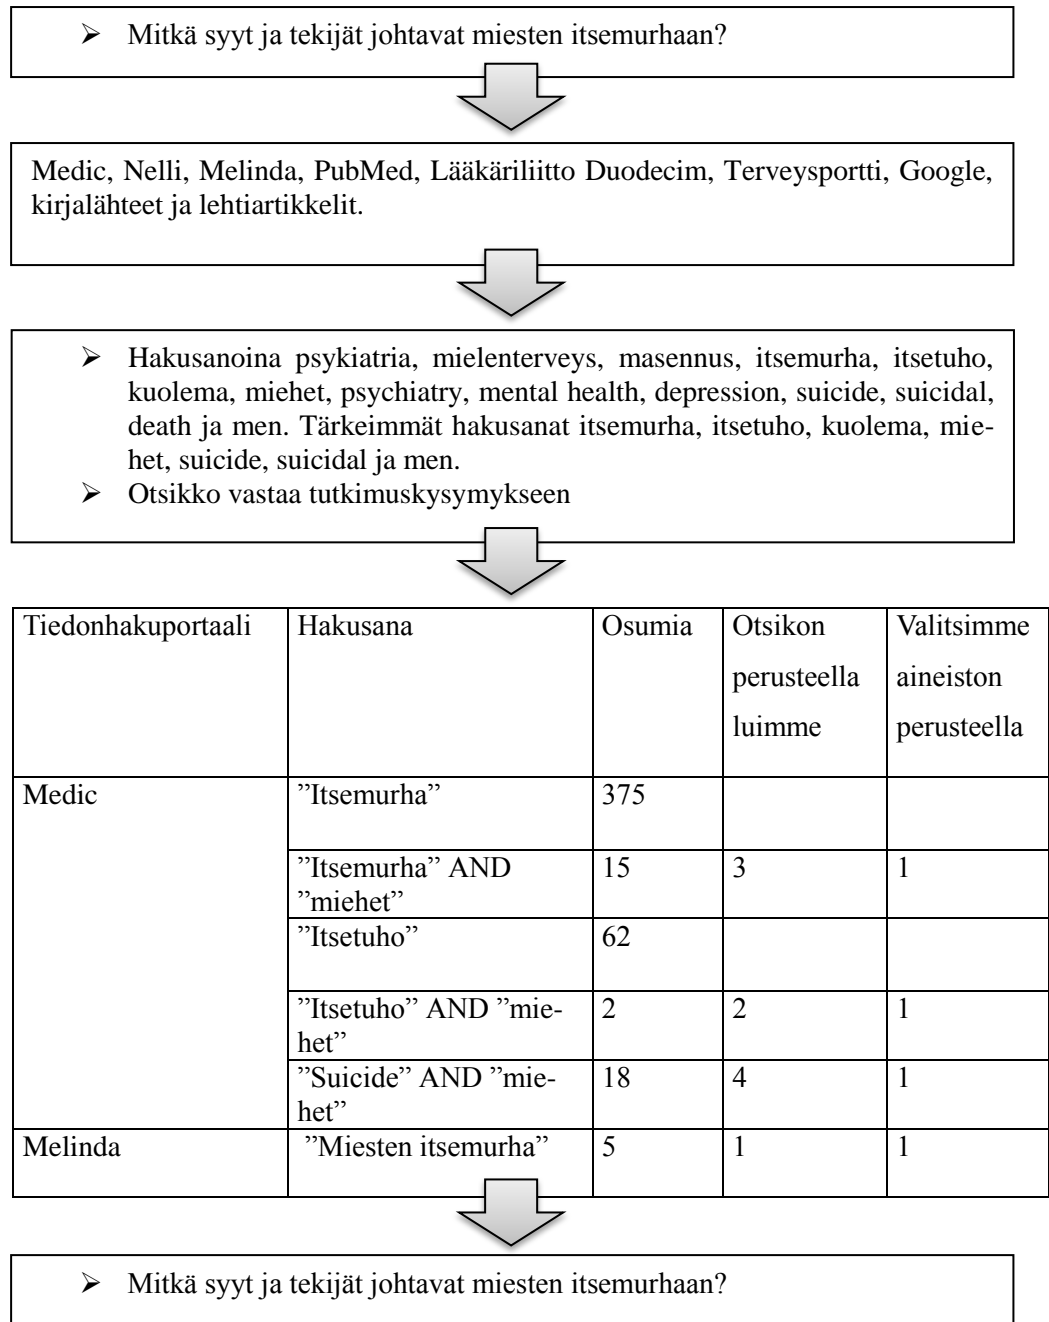 ➢ Mitkä syyt ja tekijät johtavat miesten itsemurhaan?
Medic, Nelli, Melinda, PubMed, Lääkäriliitto Duodecim, Terveysportti, Google,
kirjalähteet ja lehtiartikkelit.
➢ Hakusanoina psykiatria, mielenterveys, masennus, itsemurha, itsetuho,
kuolema, miehet, psychiatry, mental health, depression, suicide, suicidal,
death ja men. Tärkeimmät hakusanat itsemurha, itsetuho, kuolema, mie-
het, suicide, suicidal ja men.
➢ Otsikko vastaa tutkimuskysymykseen
Tiedonhakuportaali Hakusana Osumia Otsikon Valitsimme
perusteella aineiston
luimme perusteella
Medic ”Itsemurha” 375
”Itsemurha” AND 15 3 1
”miehet”
”Itsetuho” 62
”Itsetuho” AND ”mie- 2 2 1
het”
”Suicide” AND ”mie- 18 4 1
het”
Melinda ”Miesten itsemurha” 5 1 1
➢ Mitkä syyt ja tekijät johtavat miesten itsemurhaan?